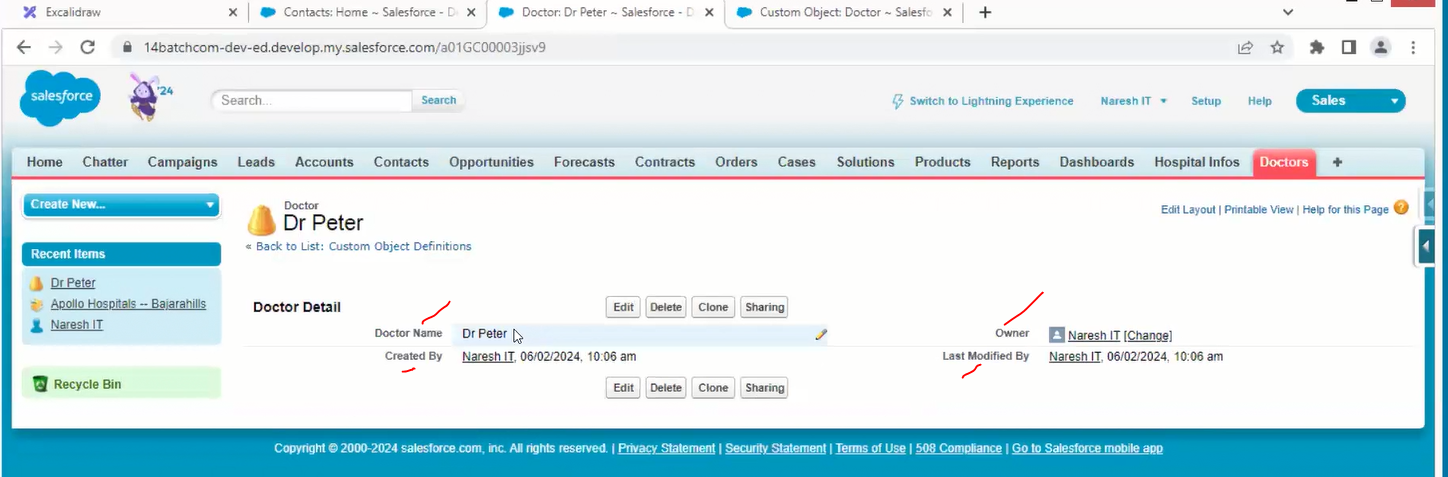 Excalidraw
Contacts: Home ~ Salesforce - De
Doctor: Dr Peter ~ Salesforce - D
Custom Object: Doctor ~ Salesfo
14batchcom-dev-ed.develop.my.salesforce.com/a01GC00003jjsv9
salesforce
'24
Search...
Search
Switch to Lightning Experience
Naresh IT
Setup
Help
Sales
Home Chatter Campaigns Leads Accounts Contacts Opportunities Forecasts Contracts Orders Cases Solutions Products Reports Dashboards Hospital Infos Doctors +
Create New...
Recent Items
Dr Peter
Apollo Hospitals -- Bajarahills
Naresh IT
Recycle Bin
Doctor
Dr Peter
« Back to List: Custom Object Definitions
Edit Layout | Printable View | Help for this Page ?
Doctor Detail
Edit Delete Clone Sharing
Doctor Name Dr Peter Owner Naresh IT [Change]
Created By Naresh IT, 06/02/2024, 10:06 am Last Modified By Naresh IT, 06/02/2024, 10:06 am
Edit Delete Clone Sharing
Copyright © 2000-2024 salesforce.com, inc. All rights reserved. | Privacy Statement | Security Statement | Terms of Use | 508 Compliance | Go to Salesforce mobile app